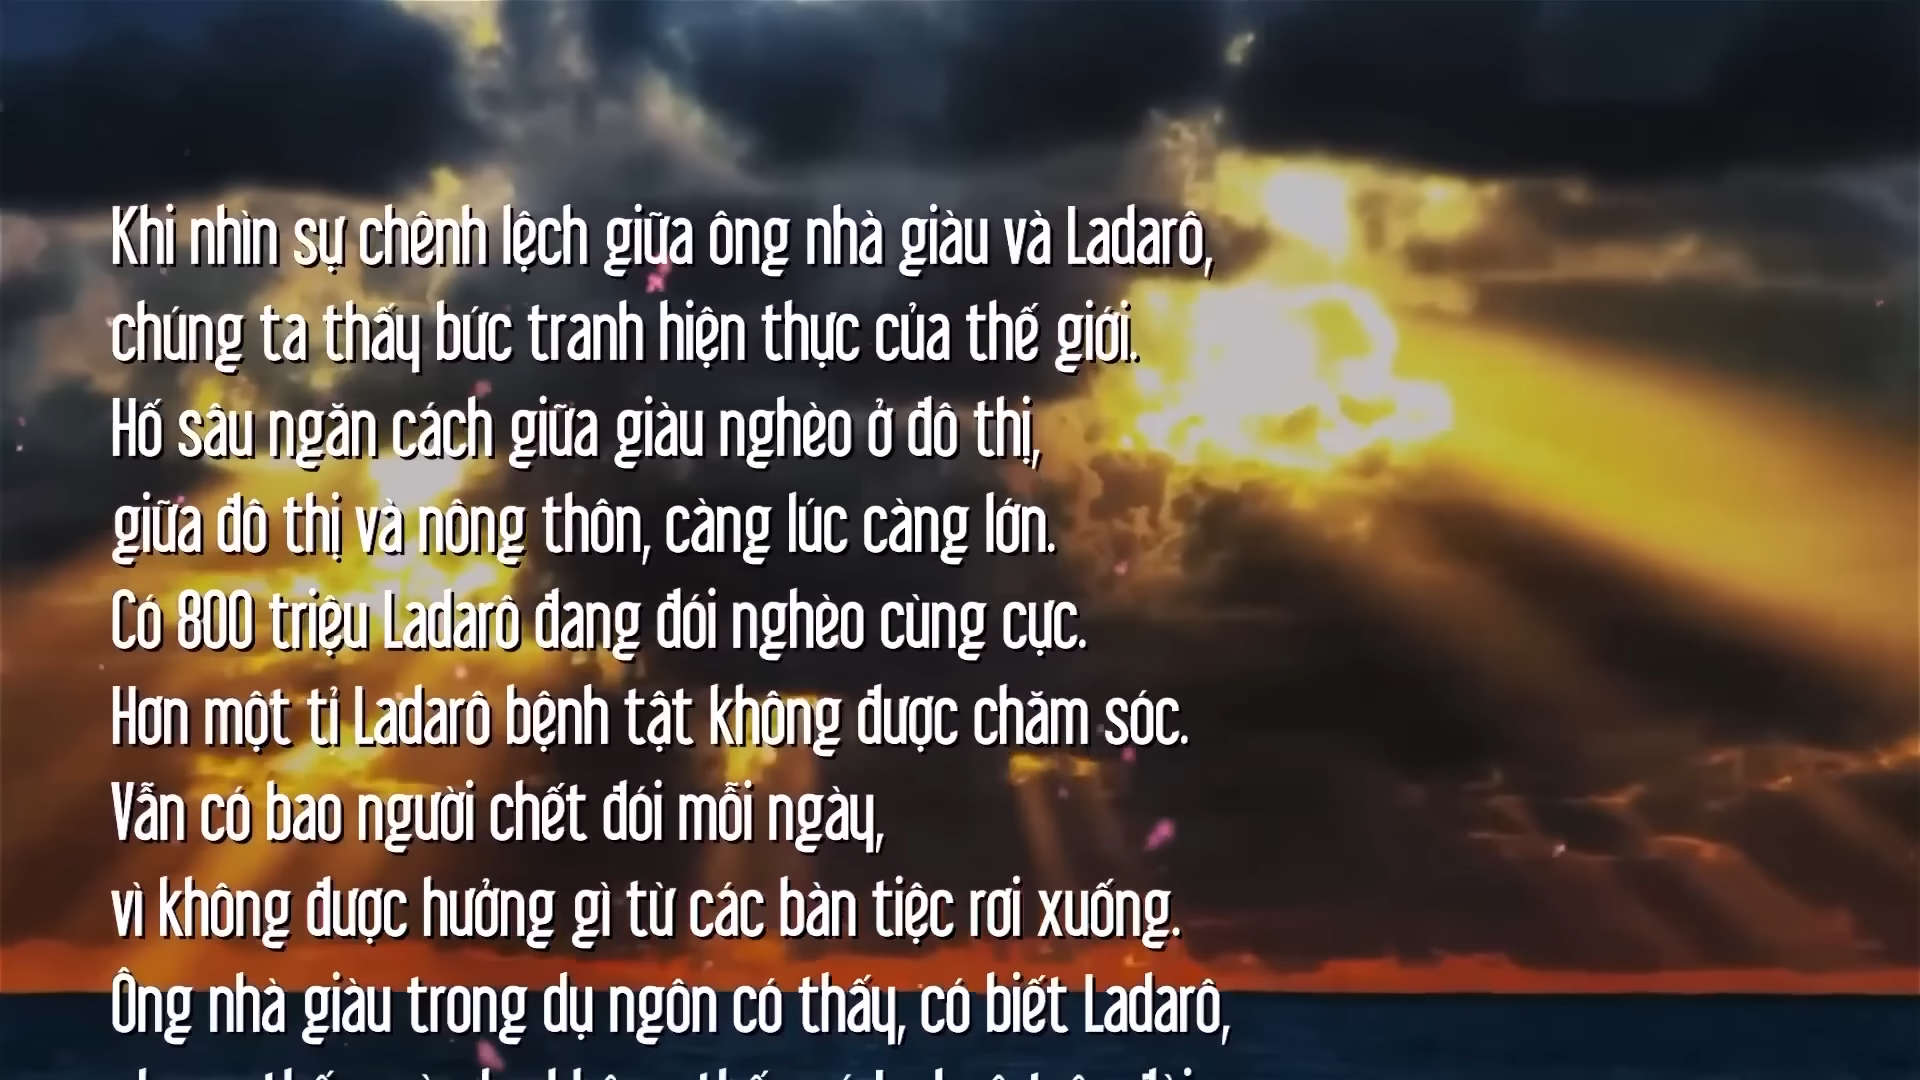 Khi nhìn sự chênh lệch giữa ông nhà giàu và Ladarô,
chúng ta thấy bức tranh hiện thực của thế giới.
Hố sâu ngăn cách giữa giàu nghèo ở đô thị,
giữa đô thị và nông thôn, càng lúc càng lớn.
Có 800 triệu Ladarô đang đói nghèo cùng cực.
Hơn một tỉ Ladarô bệnh tật không được chăm sóc.
Vẫn có bao người chết đói mỗi ngày,
vì không được hưởng gì từ các bàn tiệc rơi xuống.
Ông nhà giàu trong dụ ngôn có thấy, có biết Ladarô,